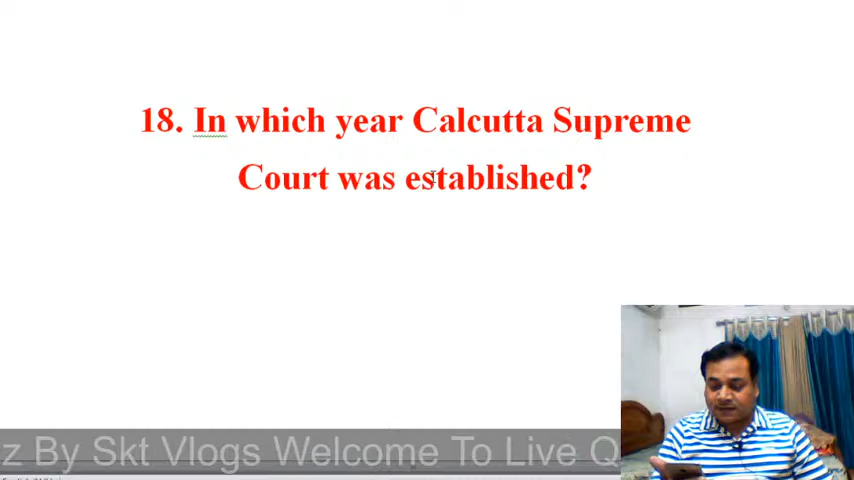 18. In which year Calcutta Supreme
Court was established?
z By Skt Vlogs Welcome To Live Q